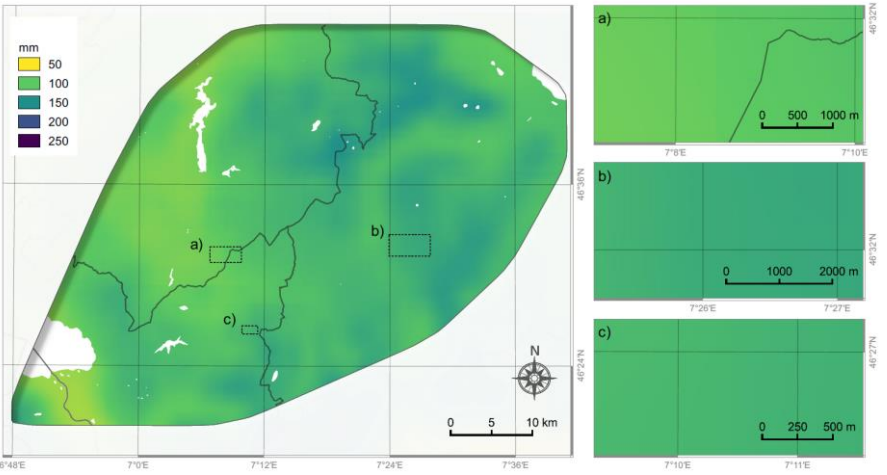 mm
50
100
150
200
250
a)
b)
c)
N
0 5 10 km
6°48'E 7°0'E 7°12'E 7°24'E 7°36'E
46°36'N
46°24'N
a)
0 500 1000 m
7°8'E 7°10'E
46°32'N
b)
0 1000 2000 m
7°26'E 7°27'E
46°32'N
c)
0 250 500 m
7°10'E 7°11'E
46°27'N